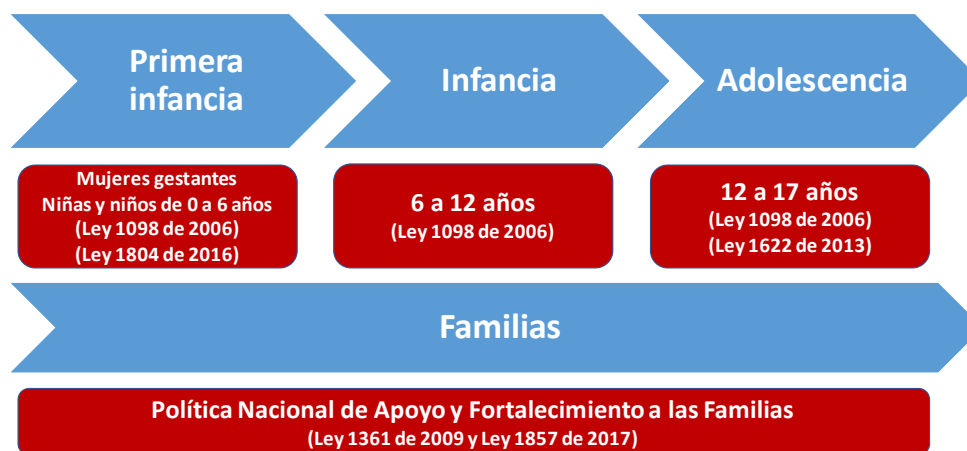 Primera
infancia
Infancia
Adolescencia
Mujeres gestantes
Niñas y niños de 0 a 6 años
(Ley 1098 de 2006)
(Ley 1804 de 2016)
6 a 12 años
(Ley 1098 de 2006)
12 a 17 años
(Ley 1098 de 2006)
(Ley 1622 de 2013)
Familias
Política Nacional de Apoyo y Fortalecimiento a las Familias
(Ley 1361 de 2009 y Ley 1857 de 2017)